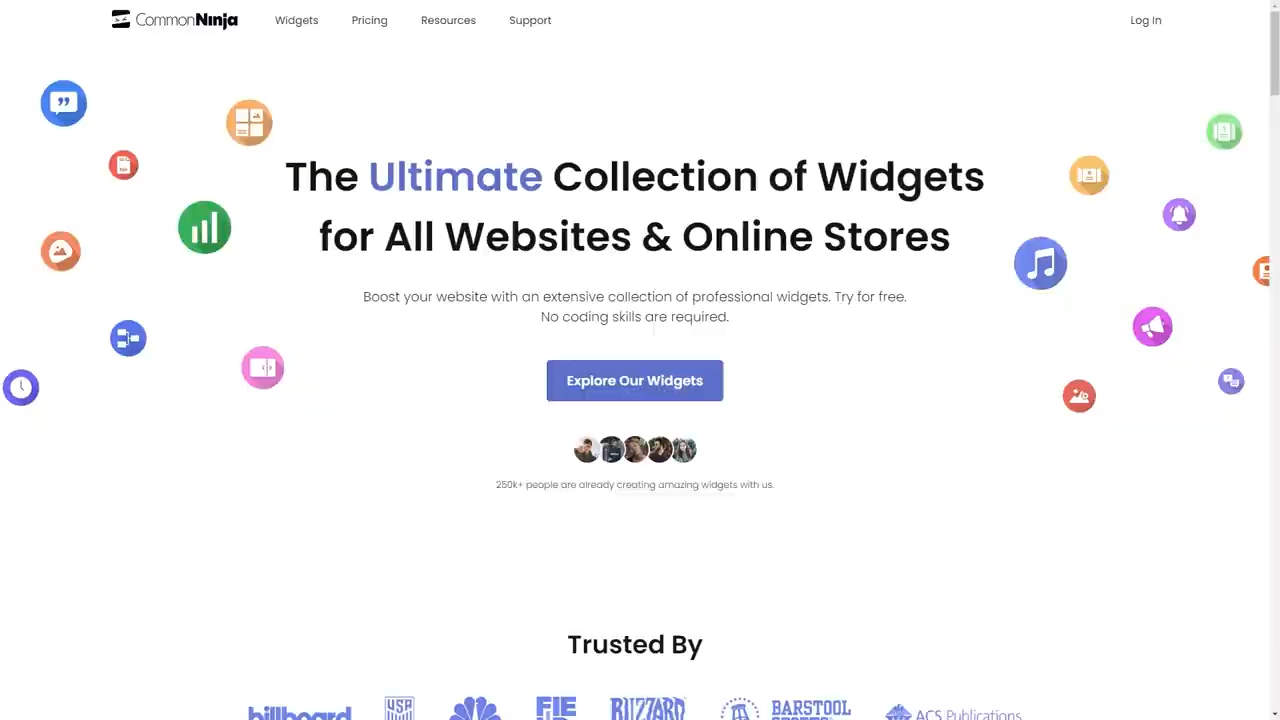 CommonNinja Widgets Pricing Resources Support Log In
The Ultimate Collection of Widgets
for All Websites & Online Stores
Boost your website with an extensive collection of professional widgets. Try for free.
No coding skills are required.
Explore Our Widgets
250k+ people are already creating amazing widgets with us.
Trusted By
billboard USA BUZZARD BARSTOOL ACS Publications